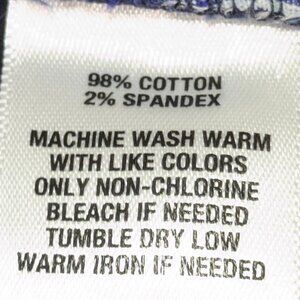 98% COTTON
2% SPANDEX
MACHINE WASH WARM
WITH LIKE COLORS
ONLY NON-CHLORINE
BLEACH IF NEEDED
TUMBLE DRY LOW
WARM IRON IF NEEDED